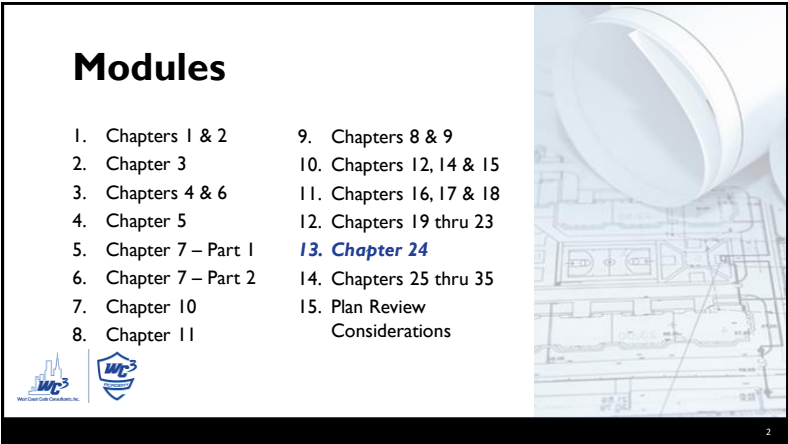 Modules
1. Chapters 1 & 2
2. Chapter 3
3. Chapters 4 & 6
4. Chapter 5
5. Chapter 7 – Part 1
6. Chapter 7 – Part 2
7. Chapter 10
8. Chapter 11
9. Chapters 8 & 9
10. Chapters 12, 14 & 15
11. Chapters 16, 17 & 18
12. Chapters 19 thru 23
13. Chapter 24
14. Chapters 25 thru 35
15. Plan Review
Considerations
WC3
West Coast Code Consultants, Inc.
WC3
ACADEMY
2